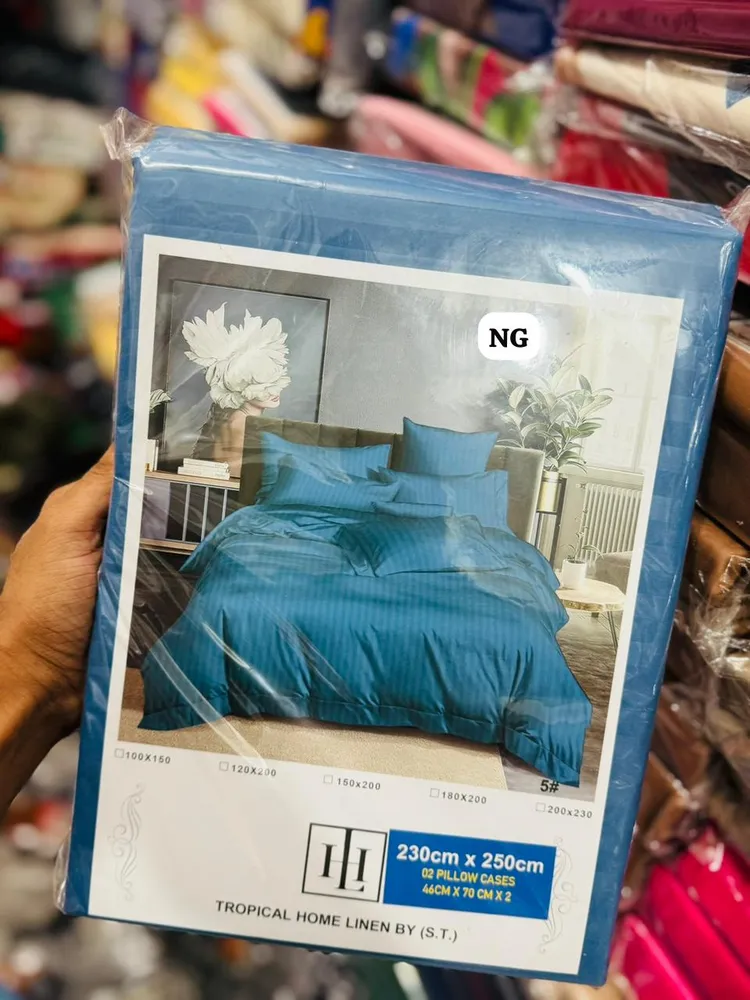 NG
5#
☐100X150
☐120X200
☐150x200
☐180X200
☐200x230
230cm x 250cm
02 PILLOW CASES
46CM X 70 CM X 2
TROPICAL HOME LINEN BY (S.T.)